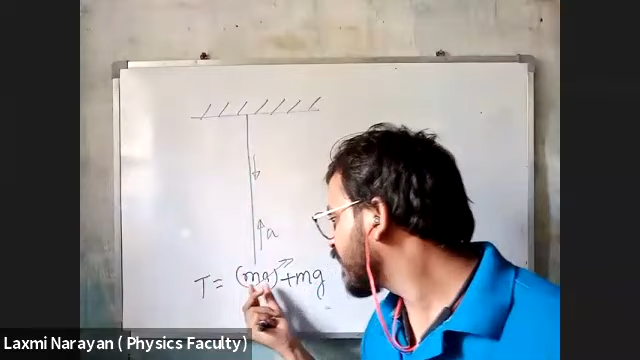 a
T = (ma) + mg
Laxmi Narayan ( Physics Faculty)